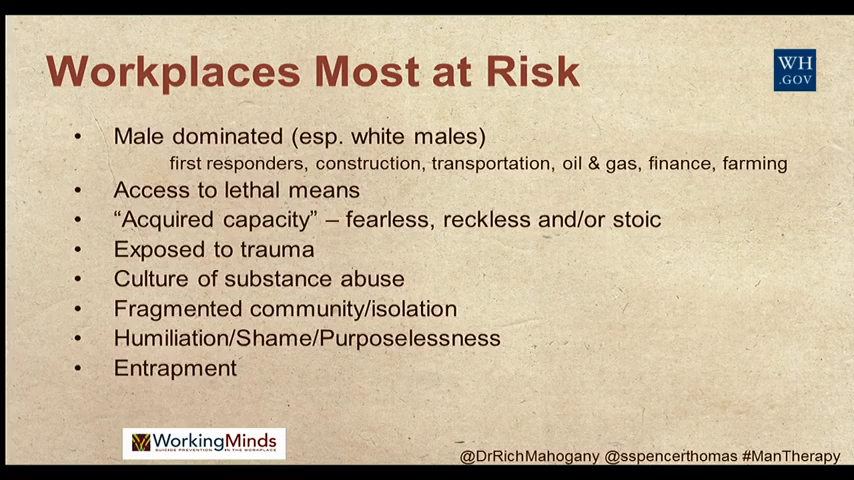 Workplaces Most at Risk
WH
.GOV
• Male dominated (esp. white males)
first responders, construction, transportation, oil & gas, finance, farming
• Access to lethal means
• “Acquired capacity” – fearless, reckless and/or stoic
• Exposed to trauma
• Culture of substance abuse
• Fragmented community/isolation
• Humiliation/Shame/Purposelessness
• Entrapment
WorkingMinds
SUICIDE PREVENTION IN THE WORKPLACE
@DrRichMahogany @sspencerthomas #ManTherapy